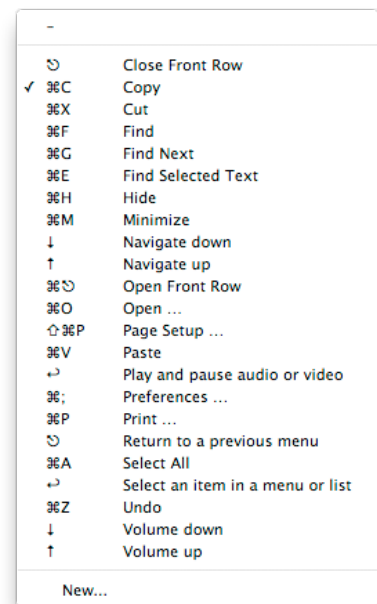 -
⎋ Close Front Row
✓ ⌘C Copy
⌘X Cut
⌘F Find
⌘G Find Next
⌘E Find Selected Text
⌘H Hide
⌘M Minimize
↓ Navigate down
↑ Navigate up
⌘⎋ Open Front Row
⌘O Open ...
⇧⌘P Page Setup ...
⌘V Paste
↩ Play and pause audio or video
⌘; Preferences ...
⌘P Print ...
⎋ Return to a previous menu
⌘A Select All
↩ Select an item in a menu or list
⌘Z Undo
↓ Volume down
↑ Volume up
New...